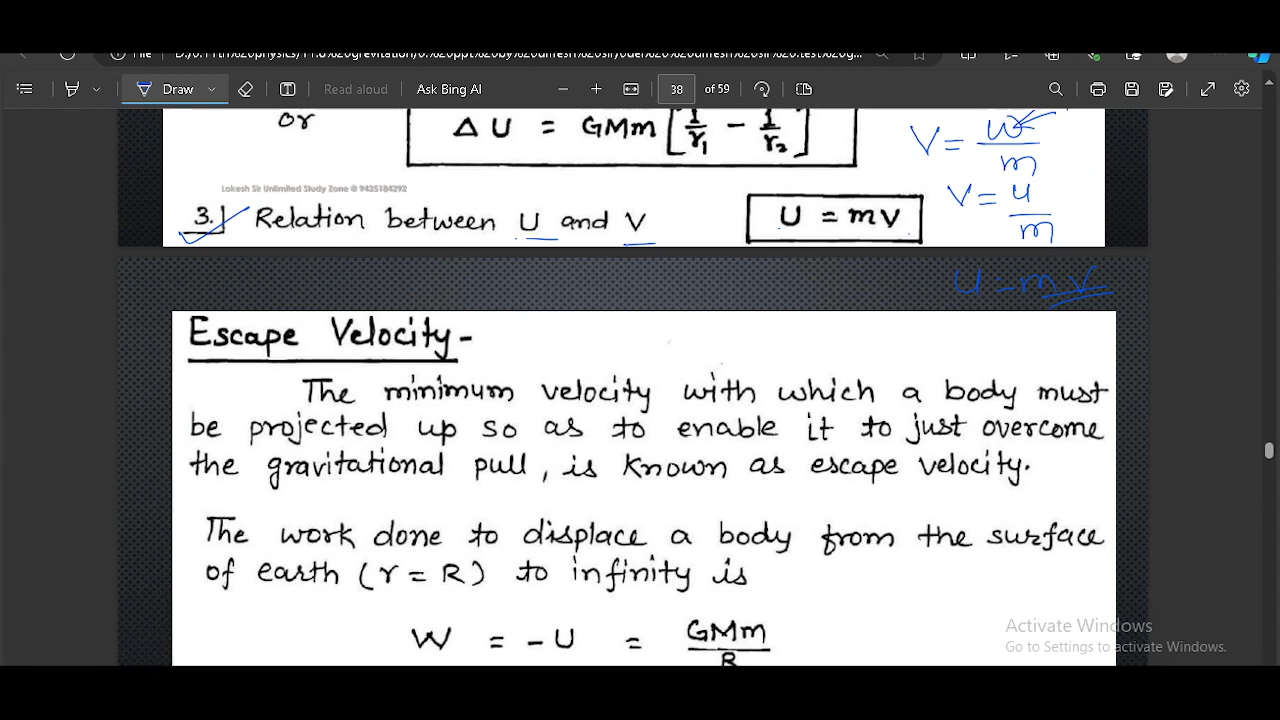 Draw
Read aloud
Ask Bing AI
38
of 59
or
Δ U = GMm [1/r₁ - 1/r₂]
V = W/m
V = U/m
Lokesh Sir Unlimited Study Zone @ 9425184292
3. Relation between U and V
U = mV
U = mV
Escape Velocity-
The minimum velocity with which a body must
be projected up so as to enable it to just overcome
the gravitational pull, is known as escape velocity.
The work done to displace a body from the surface
of earth (r = R) to infinity is
W = - U = GMm/R
Activate Windows
Go to Settings to activate Windows.